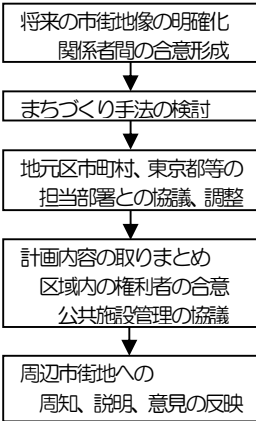 将来の市街地像の明確化
関係者間の合意形成
まちづくり手法の検討
地元区市町村、東京都等の
担当部署との協議、調整
計画内容の取りまとめ
区域内の権利者の合意
公共施設管理の協議
周辺市街地への
周知、説明、意見の反映